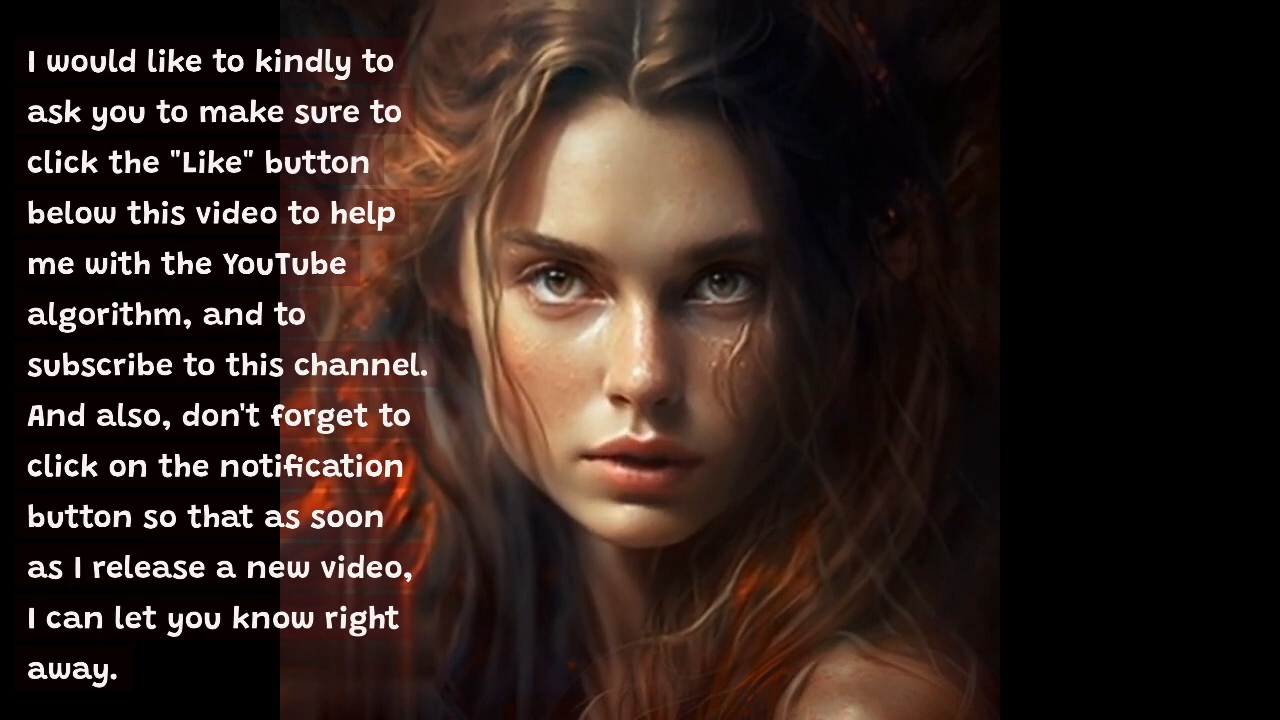 I would like to kindly to
ask you to make sure to
click the "Like" button
below this video to help
me with the YouTube
algorithm, and to
subscribe to this channel.
And also, don't forget to
click on the notification
button so that as soon
as I release a new video,
I can let you know right
away.